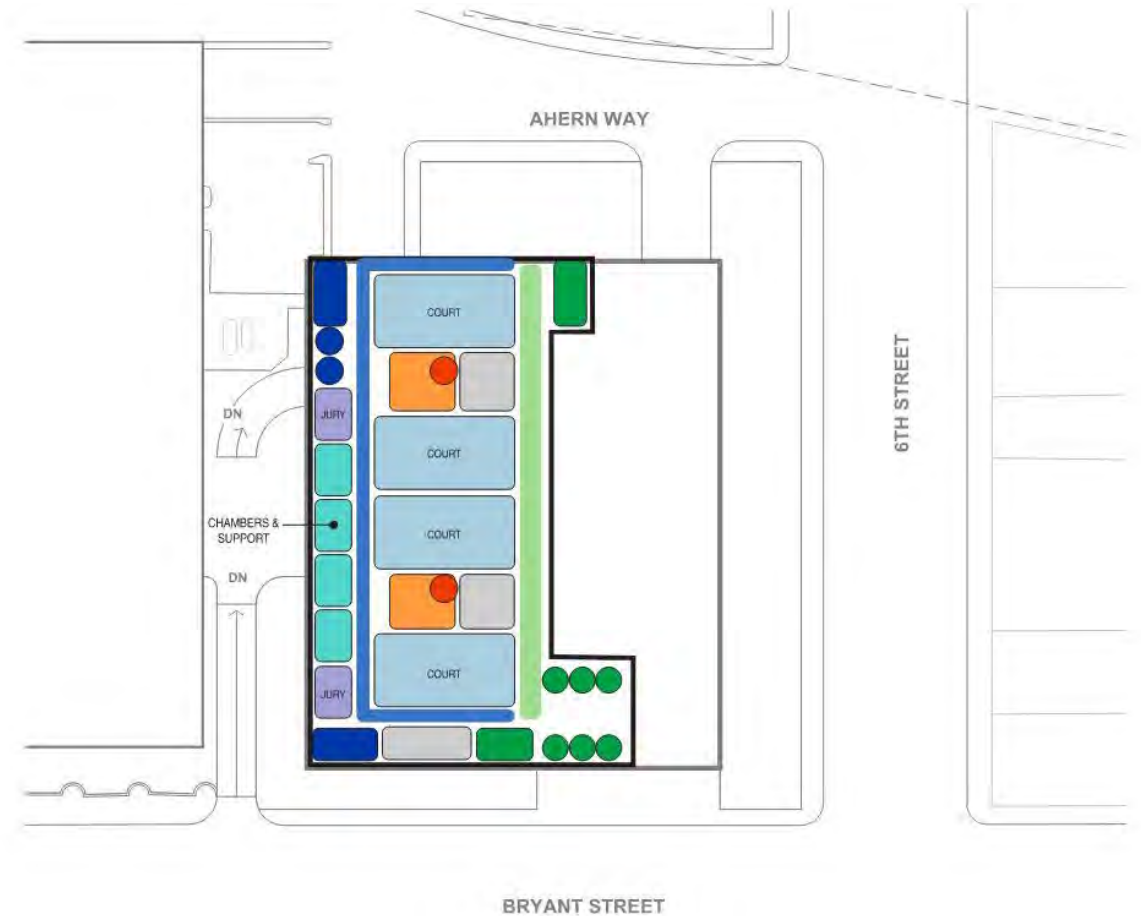 AHERN WAY
COURT
6TH STREET
JURY
DN
COURT
CHAMBERS &
SUPPORT
COURT
DN
COURT
JURY
BRYANT STREET